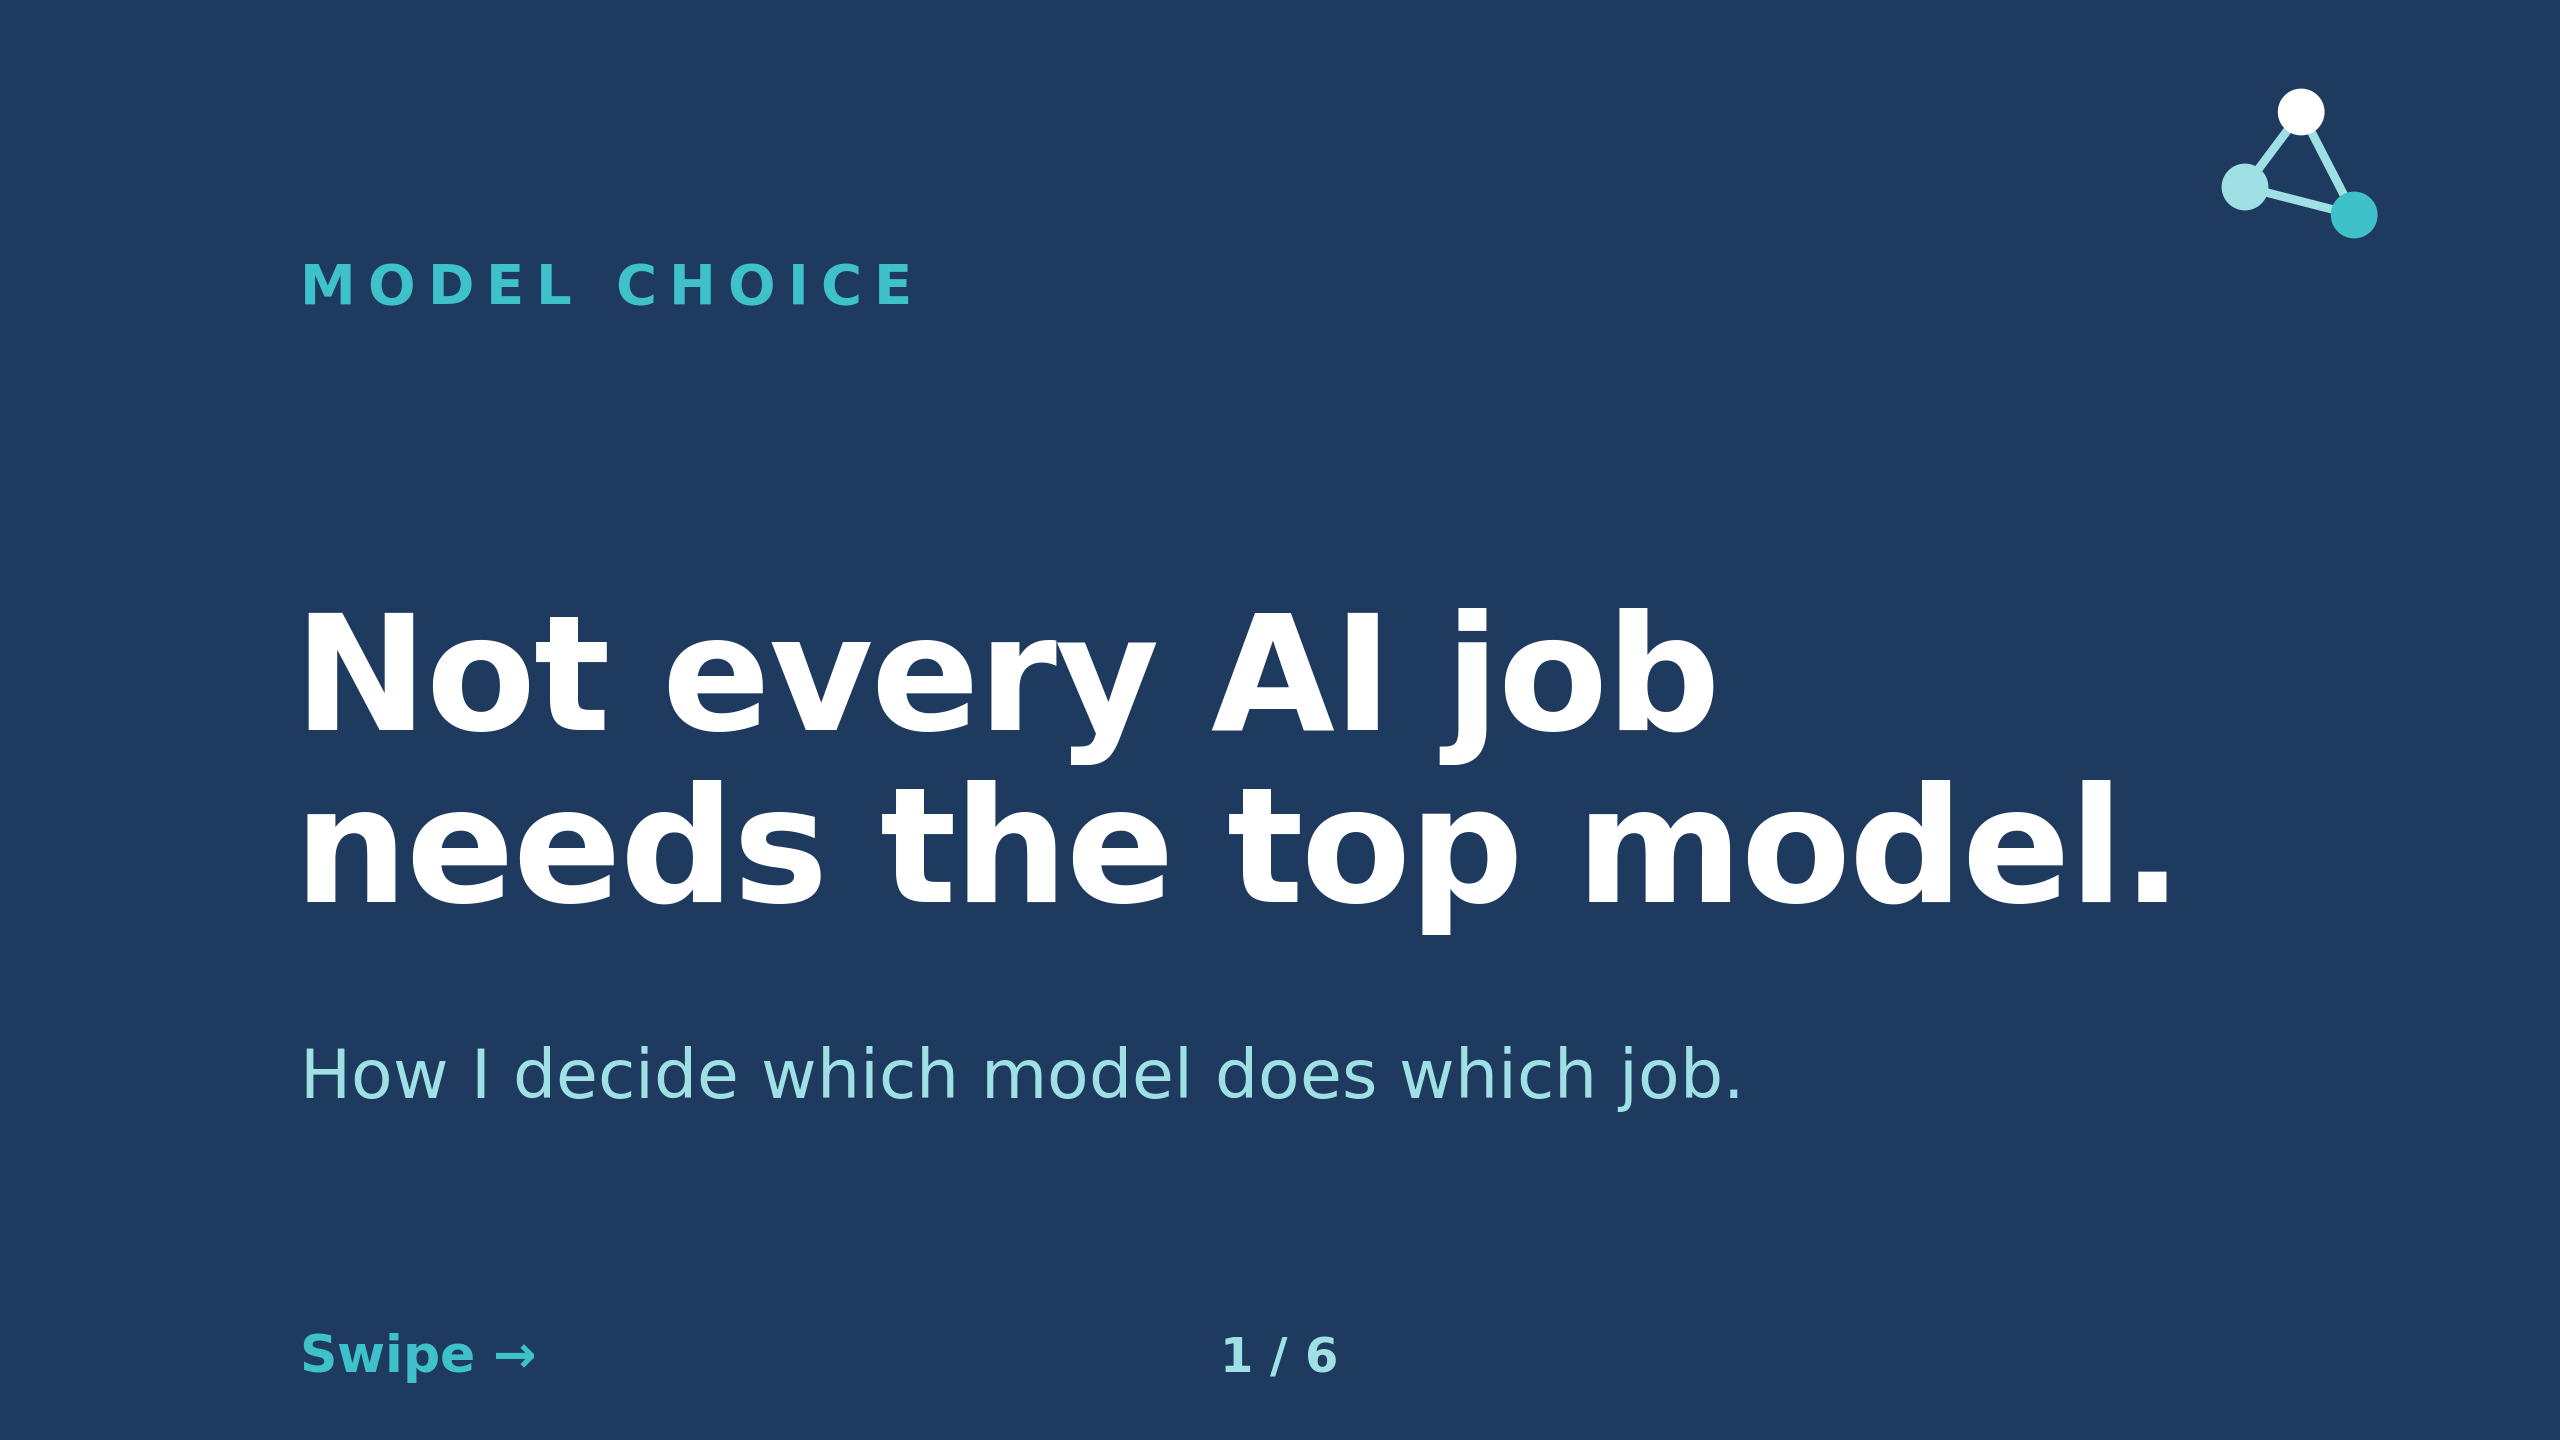 MODEL CHOICE
Not every AI job
needs the top model.
How I decide which model does which job.
Swipe →
1 / 6